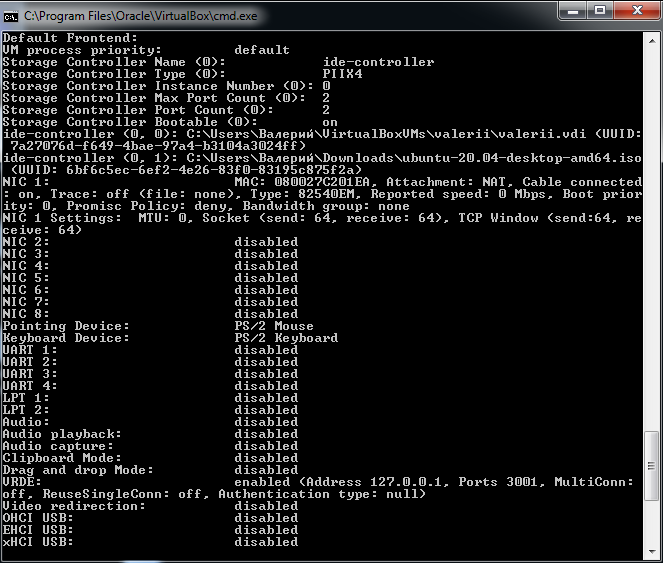 C:\Program Files\Oracle\VirtualBox\cmd.exe
Default Frontend:
VM process priority: default
Storage Controller Name (0): ide-controller
Storage Controller Type (0): PIIX4
Storage Controller Instance Number (0): 0
Storage Controller Max Port Count (0): 2
Storage Controller Port Count (0): 2
Storage Controller Bootable (0): on
ide-controller (0, 0): C:\Users\Валерий\VirtualBoxVMs\valerii\valerii.vdi (UUID:
7a27076d-f649-4bae-97a4-b3104a3024ff)
ide-controller (0, 1): C:\Users\Валерий\Downloads\ubuntu-20.04-desktop-amd64.iso
(UUID: 6bf6c5ec-6ef2-4e26-83f0-83195c875f2a)
NIC 1: MAC: 080027C201EA, Attachment: NAT, Cable connected
: on, Trace: off (file: none), Type: 82540EM, Reported speed: 0 Mbps, Boot prior
ity: 0, Promisc Policy: deny, Bandwidth group: none
NIC 1 Settings: MTU: 0, Socket (send: 64, receive: 64), TCP Window (send:64, re
ceive: 64)
NIC 2: disabled
NIC 3: disabled
NIC 4: disabled
NIC 5: disabled
NIC 6: disabled
NIC 7: disabled
NIC 8: disabled
Pointing Device: PS/2 Mouse
Keyboard Device: PS/2 Keyboard
UART 1: disabled
UART 2: disabled
UART 3: disabled
UART 4: disabled
LPT 1: disabled
LPT 2: disabled
Audio: disabled
Audio playback: disabled
Audio capture: disabled
Clipboard Mode: disabled
Drag and drop Mode: disabled
VRDE: enabled (Address 127.0.0.1, Ports 3001, MultiConn:
off, ReuseSingleConn: off, Authentication type: null)
Video redirection: disabled
OHCI USB: disabled
EHCI USB: disabled
xHCI USB: disabled